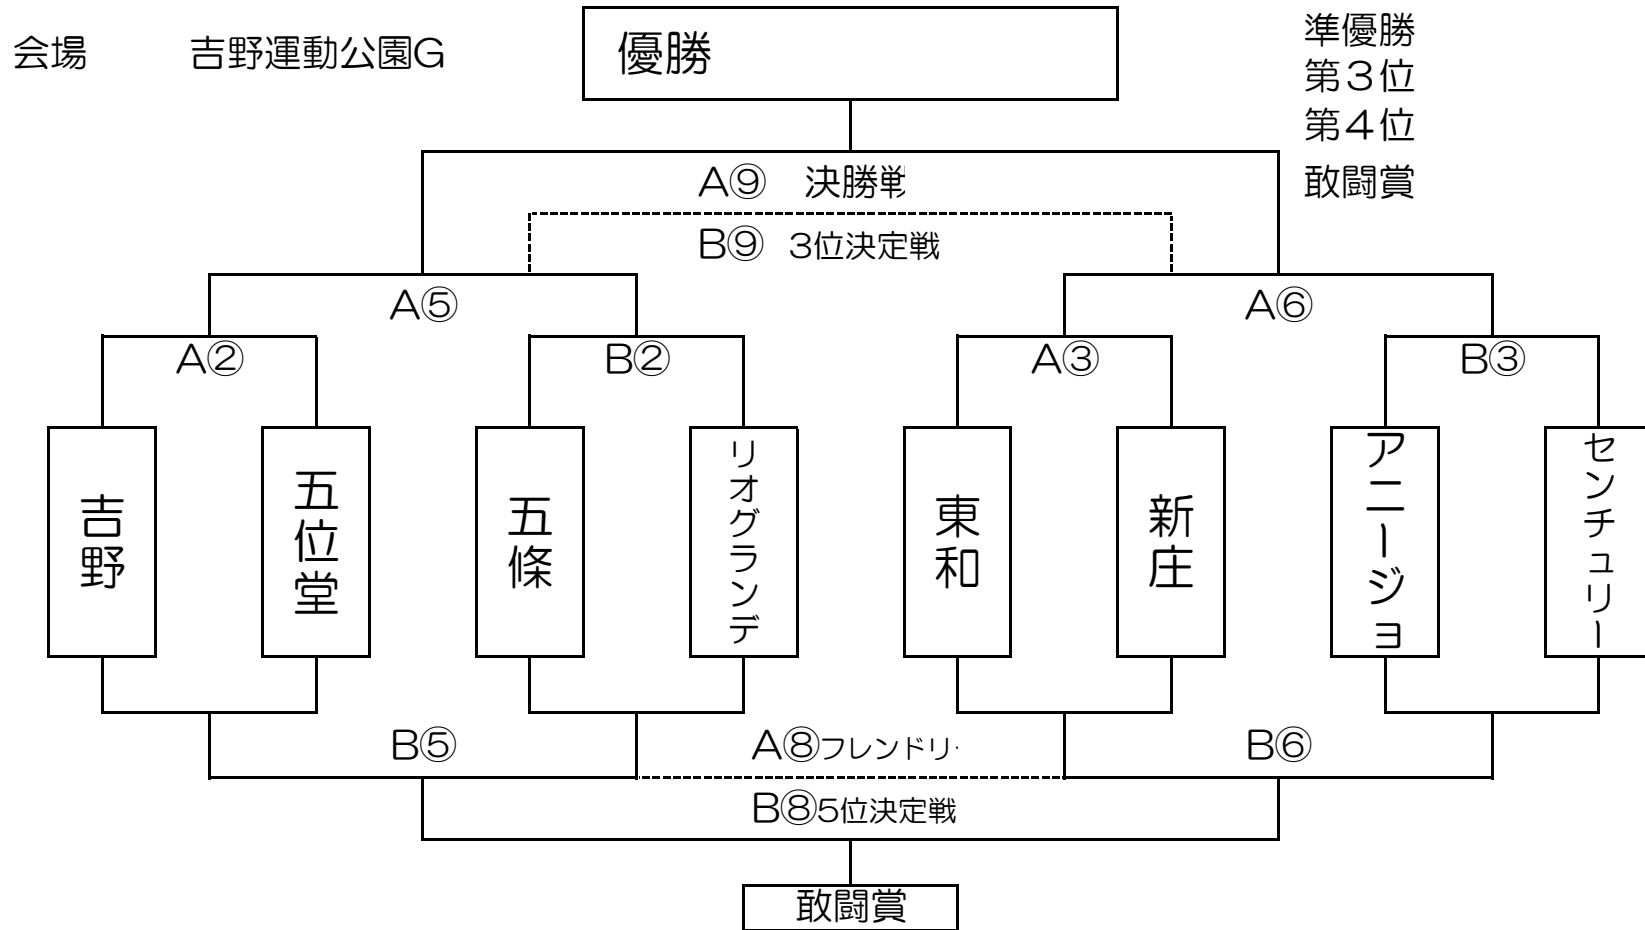 会場 吉野運動公園G
優勝
準優勝
第３位
第４位
敢闘賞
A⑨ 決勝戦
B⑨ 3位決定戦
A⑤
A⑥
A②
B②
A③
B③
吉野
五位堂
五條
リオグランデ
東和
新庄
アニージョ
センチュリー
B⑤
A⑧フレンドリー
B⑥
B⑧5位決定戦
敢闘賞